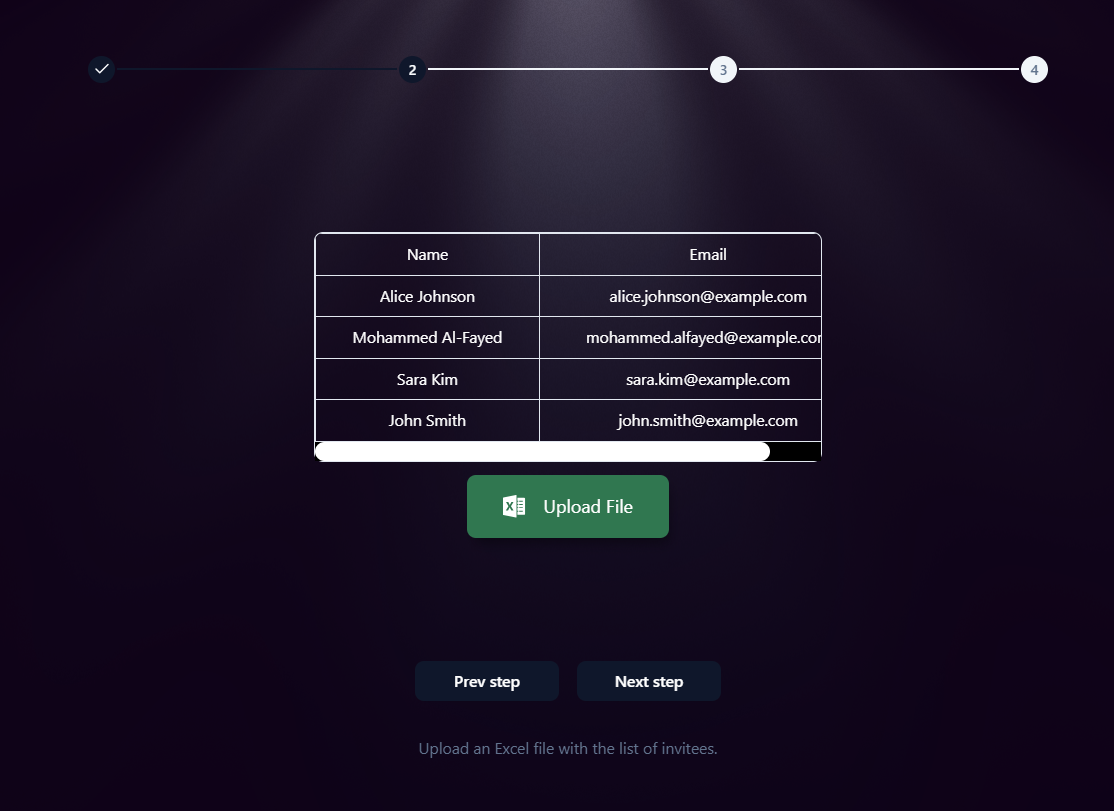 2 3 4
Name Email
Alice Johnson alice.johnson@example.com
Mohammed Al-Fayed mohammed.alfayed@example.cor
Sara Kim sara.kim@example.com
John Smith john.smith@example.com
X Upload File
Prev step Next step
Upload an Excel file with the list of invitees.